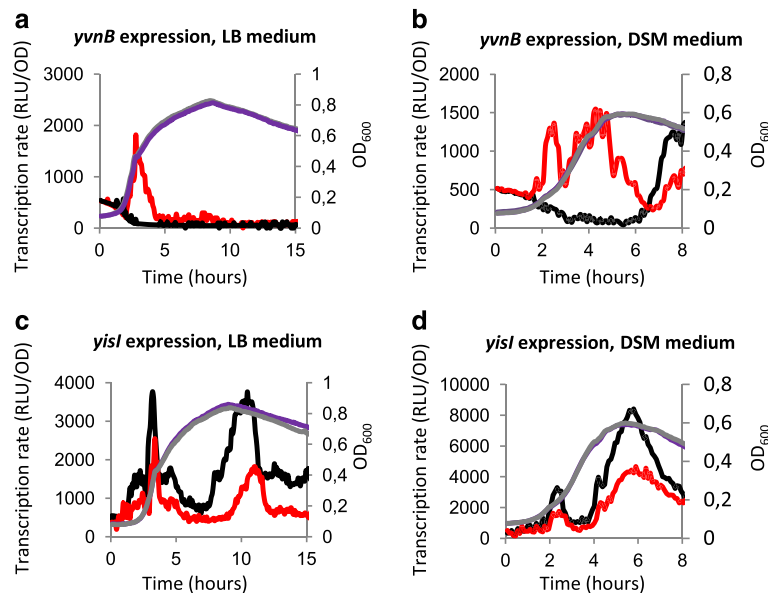 a
yvnB expression, LB medium
Transcription rate (RLU/OD)
3000
2000
1000
0
1
0,8
0,6
0,4
0,2
0
OD600
0 5 10 15
Time (hours)
b
yvnB expression, DSM medium
Transcription rate (RLU/OD)
2000
1500
1000
500
0
0,8
0,6
0,4
0,2
0
OD600
0 2 4 6 8
Time (hours)
c
yisI expression, LB medium
Transcription rate (RLU/OD)
4000
3000
2000
1000
0
1
0,8
0,6
0,4
0,2
0
OD600
0 5 10 15
Time (hours)
d
yisI expression, DSM medium
Transcription rate (RLU/OD)
10000
8000
6000
4000
2000
0
0,8
0,6
0,4
0,2
0
OD600
0 2 4 6 8
Time (hours)